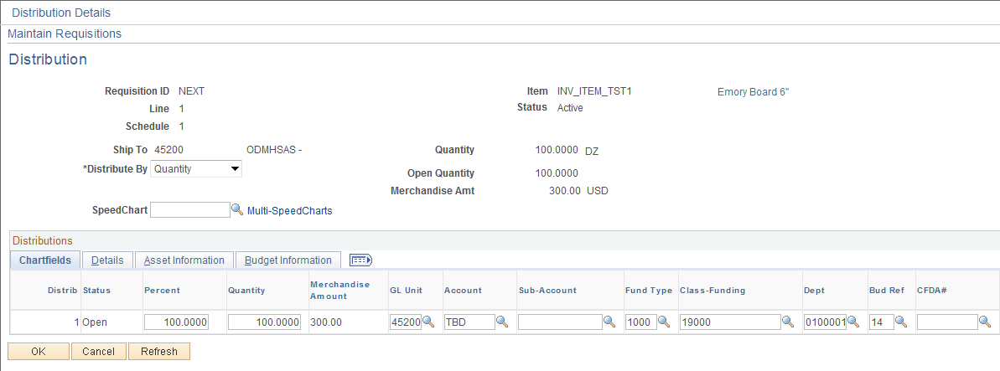 Distribution Details
Maintain Requisitions
Distribution
Requisition ID NEXT Item INV_ITEM_TST1 Emory Board 6"
Line 1 Status Active
Schedule 1
Ship To 45200 ODMHSAS - Quantity 100.0000 DZ
*Distribute By Quantity Open Quantity 100.0000
Merchandise Amt 300.00 USD
SpeedChart Multi-SpeedCharts
Distributions
Chartfields Details Asset Information Budget Information
Distrib Status Percent Quantity Merchandise Amount GL Unit Account Sub-Account Fund Type Class-Funding Dept Bud Ref CFDA#
1 Open 100.0000 100.0000 300.00 45200 TBD 1000 19000 0100001 14
OK Cancel Refresh